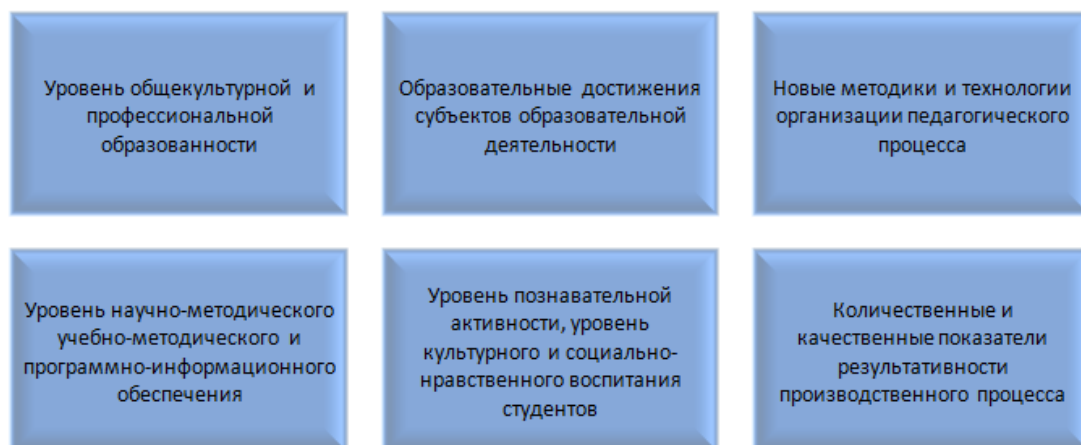 Уровень общекультурной и
профессиональной
образованности
Образовательные достижения
субъектов образовательной
деятельности
Новые методики и технологии
организации педагогического
процесса
Уровень научно-методического
учебно-методического и
программно-информационного
обеспечения
Уровень познавательной
активности, уровень
культурного и социально-
нравственного воспитания
студентов
Количественные и
качественные показатели
результативности
производственного процесса